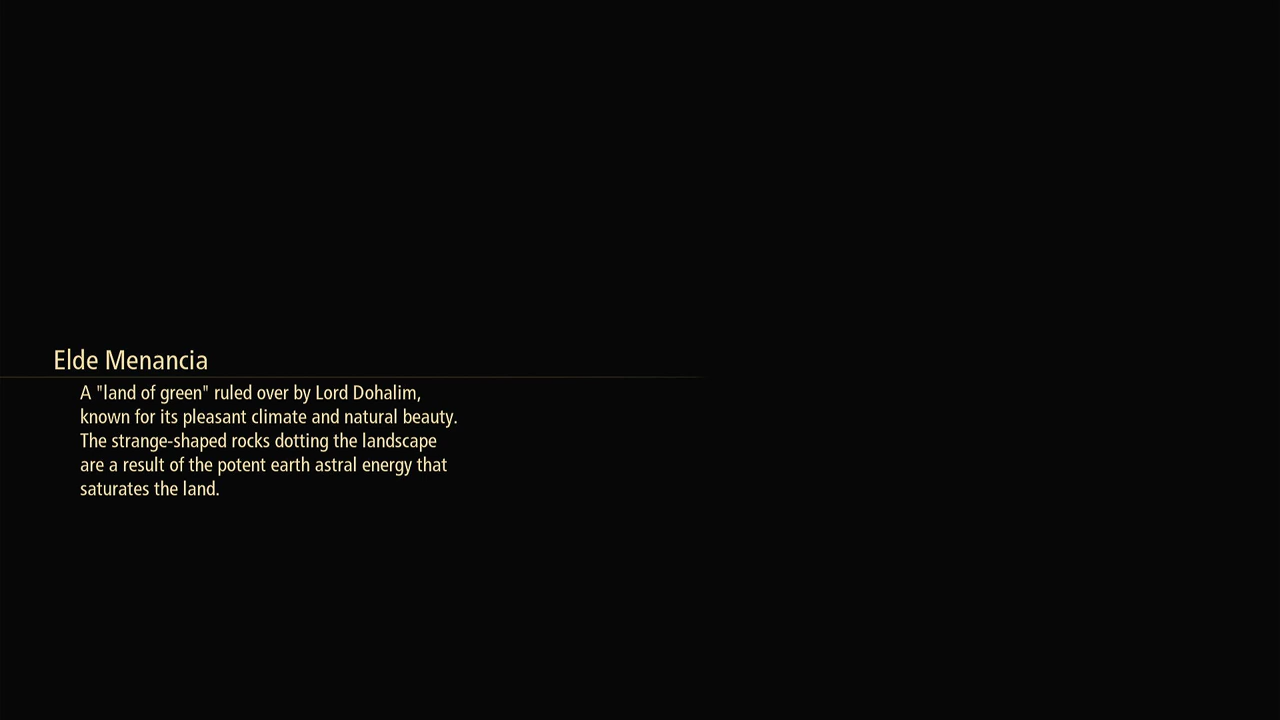 Elde Menancia
A "land of green" ruled over by Lord Dohalim,
known for its pleasant climate and natural beauty.
The strange-shaped rocks dotting the landscape
are a result of the potent earth astral energy that
saturates the land.